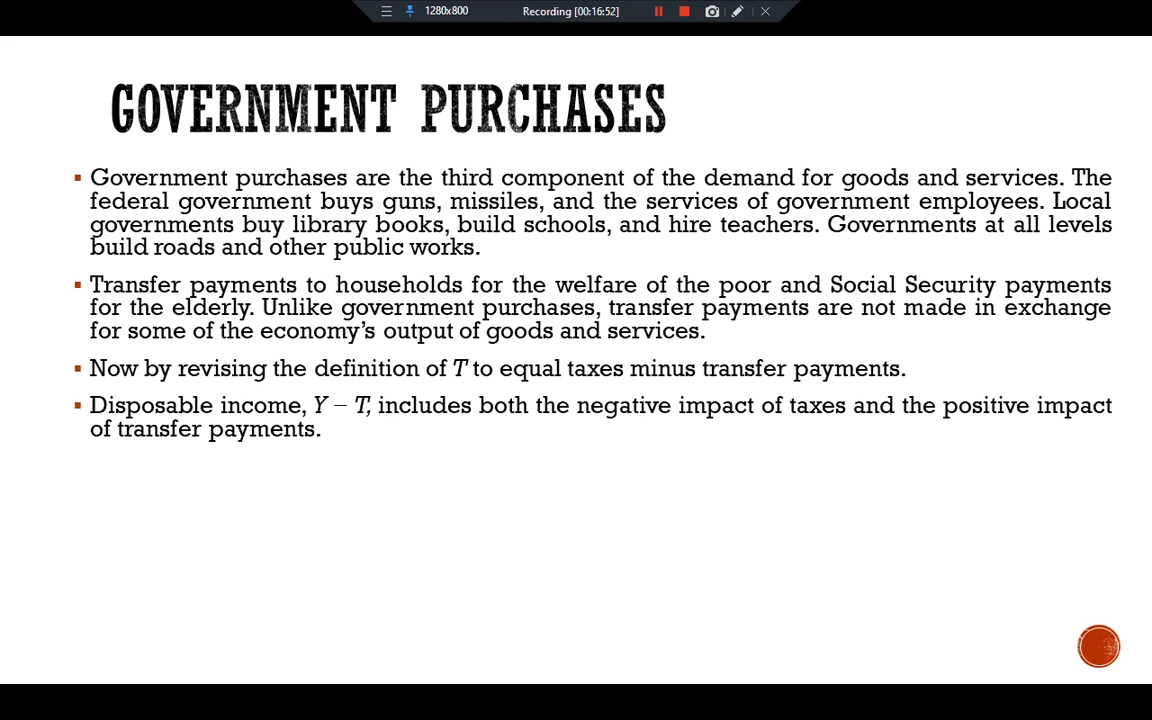 1280x800
Recording [00:16:52]
GOVERNMENT PURCHASES
Government purchases are the third component of the demand for goods and services. The
federal government buys guns, missiles, and the services of government employees. Local
governments buy library books, build schools, and hire teachers. Governments at all levels
build roads and other public works.
Transfer payments to households for the welfare of the poor and Social Security payments
for the elderly. Unlike government purchases, transfer payments are not made in exchange
for some of the economy's output of goods and services.
Now by revising the definition of T to equal taxes minus transfer payments.
Disposable income, Y – T, includes both the negative impact of taxes and the positive impact
of transfer payments.